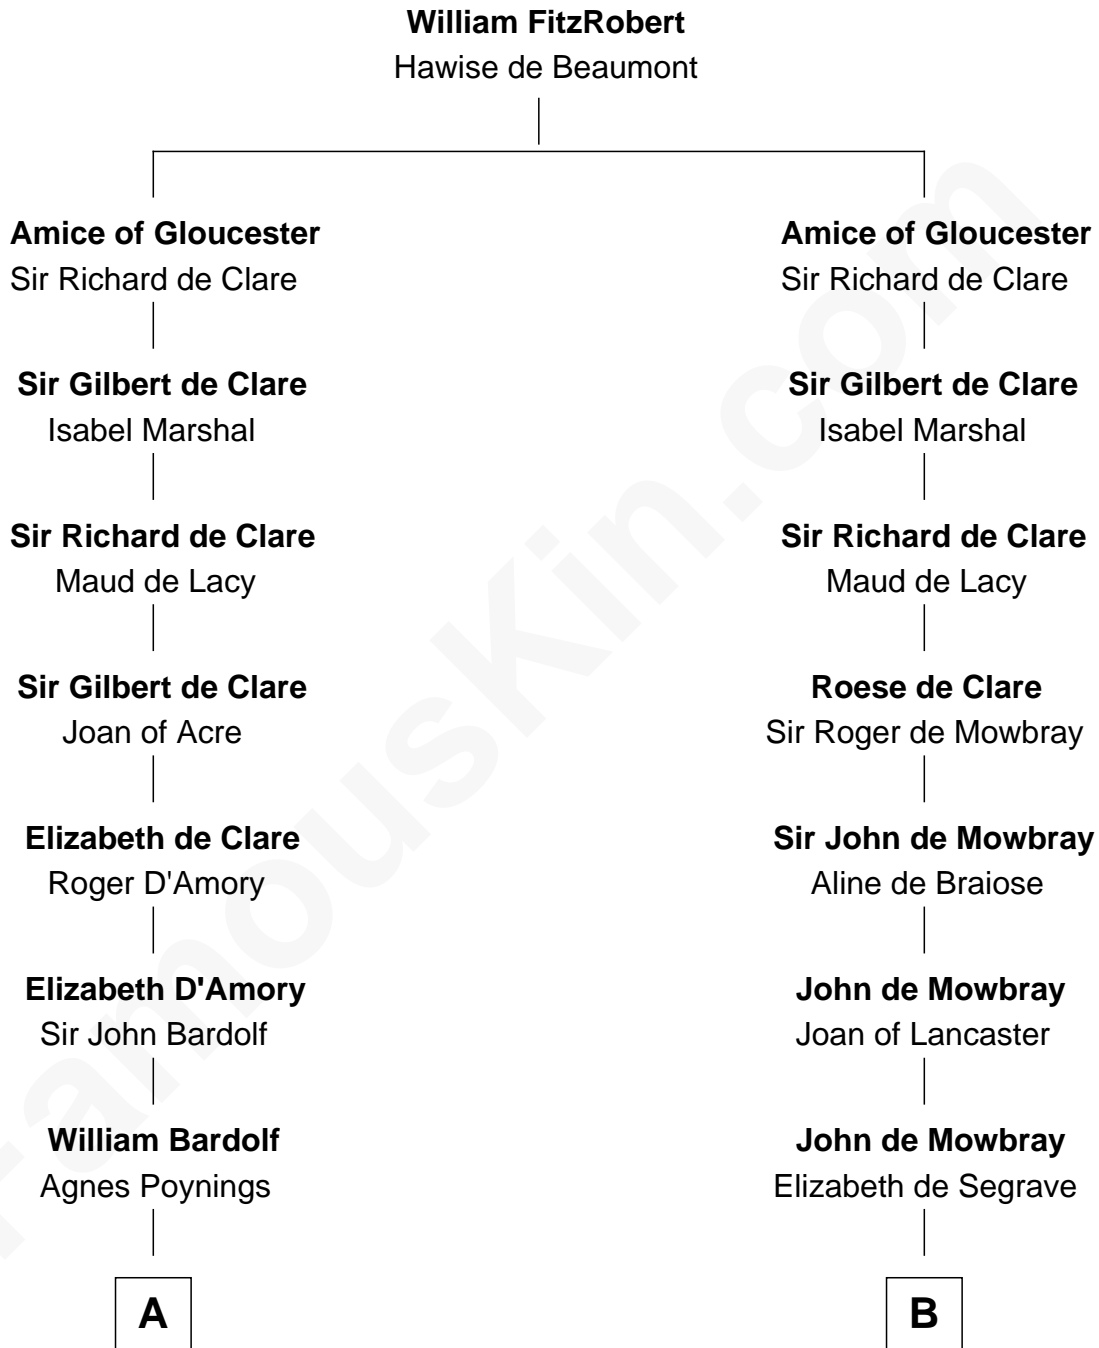 William FitzRobert
Hawise de Beaumont
Amice of Gloucester
Sir Richard de Clare
Sir Gilbert de Clare
Isabel Marshal
Sir Richard de Clare
Maud de Lacy
Sir Gilbert de Clare
Joan of Acre
Elizabeth de Clare
Roger D'Amory
Elizabeth D'Amory
Sir John Bardolf
William Bardolf
Agnes Poynings
A
Amice of Gloucester
Sir Richard de Clare
Sir Gilbert de Clare
Isabel Marshal
Sir Richard de Clare
Maud de Lacy
Roese de Clare
Sir Roger de Mowbray
Sir John de Mowbray
Aline de Braiose
John de Mowbray
Joan of Lancaster
John de Mowbray
Elizabeth de Segrave
B
FamousKin.com